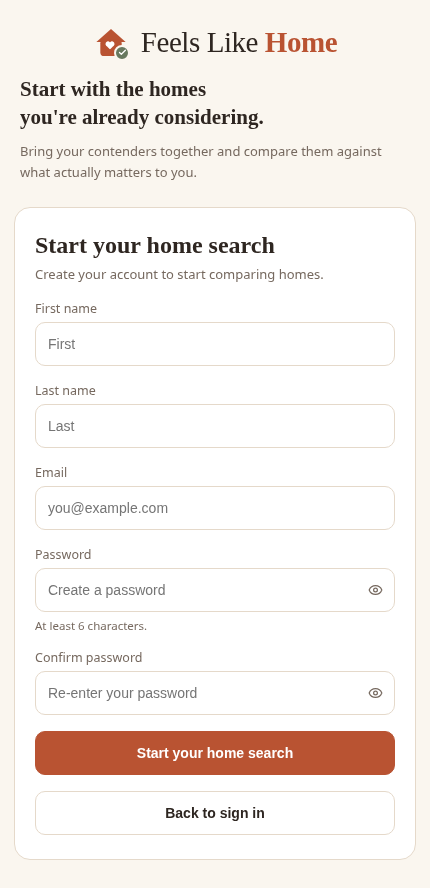 Feels Like Home
Start with the homes
you're already considering.
Bring your contenders together and compare them against
what actually matters to you.
Start your home search
Create your account to start comparing homes.
First name
First
Last name
Last
Email
you@example.com
Password
Create a password
At least 6 characters.
Confirm password
Re-enter your password
Start your home search
Back to sign in